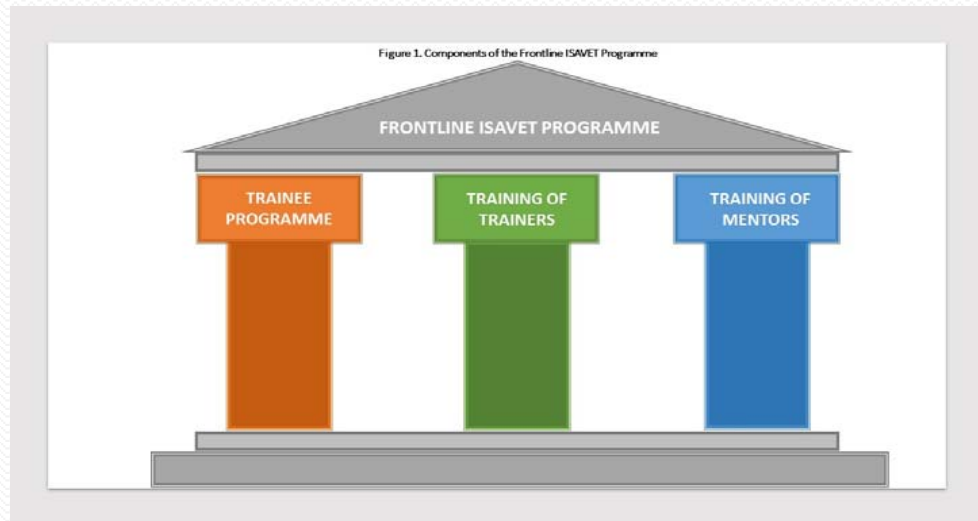 Figure 1. Components of the Frontline ISAVET Programme
FRONTLINE ISAVET PROGRAMME
TRAINEE
PROGRAMME
TRAINING OF
TRAINERS
TRAINING OF
MENTORS